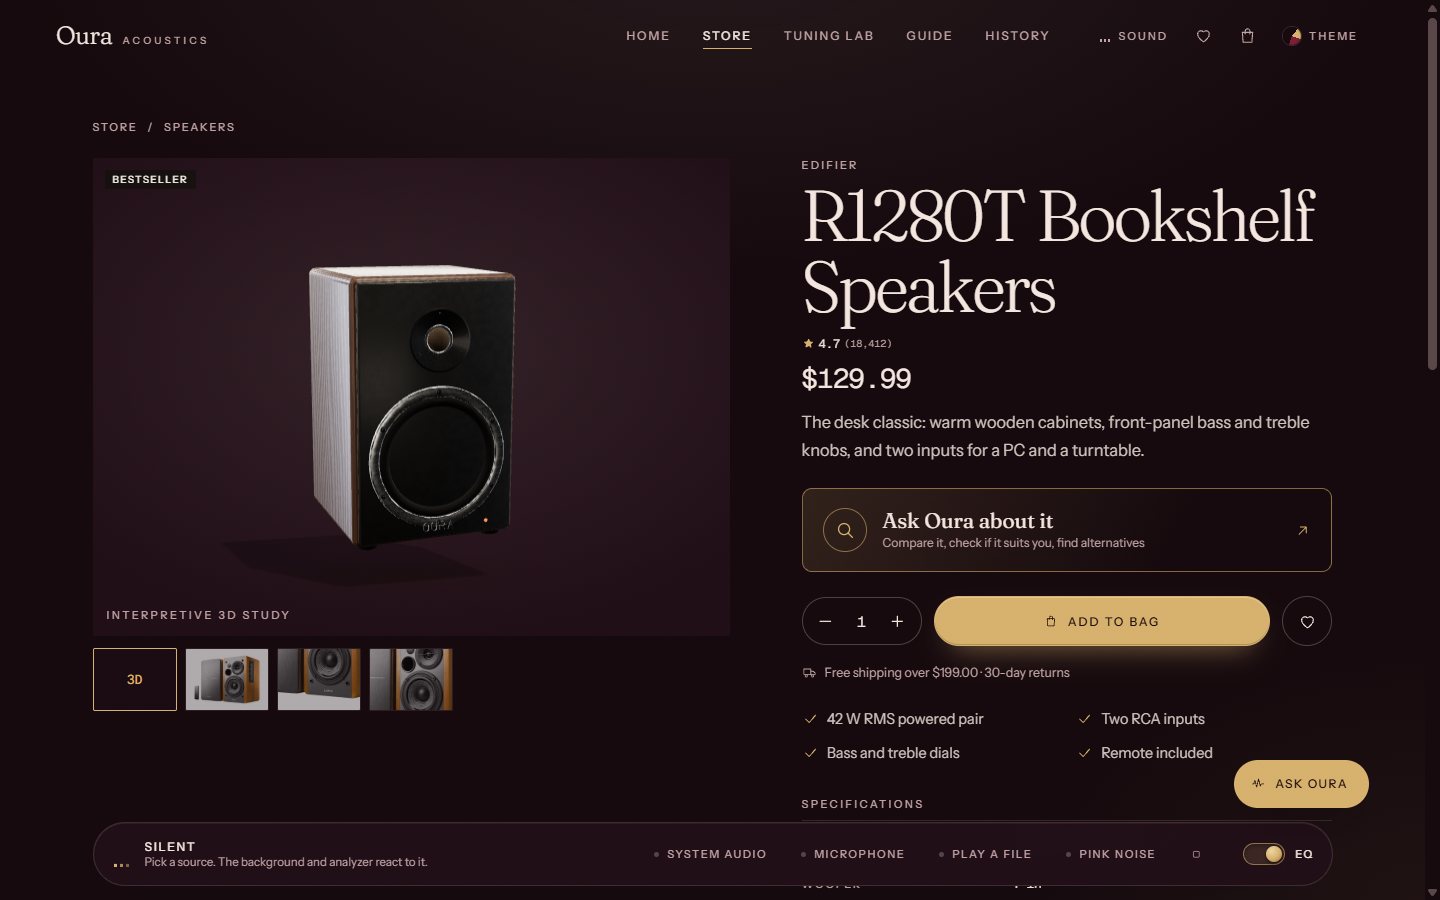 Oura ACOUSTICS
HOME STORE TUNING LAB GUIDE HISTORY SOUND THEME
STORE / SPEAKERS
BESTSELLER
OURA
INTERPRETIVE 3D STUDY
3D
EDIFIER
R1280T Bookshelf
Speakers
4.7 (18,412)
$129.99
The desk classic: warm wooden cabinets, front-panel bass and treble
knobs, and two inputs for a PC and a turntable.
Ask Oura about it
Compare it, check if it suits you, find alternatives
1 ADD TO BAG
Free shipping over $199.00 · 30-day returns
42 W RMS powered pair Two RCA inputs
Bass and treble dials Remote included
ASK OURA
SPECIFICATIONS
SILENT
Pick a source. The background and analyzer react to it.
SYSTEM AUDIO MICROPHONE PLAY A FILE PINK NOISE EQ